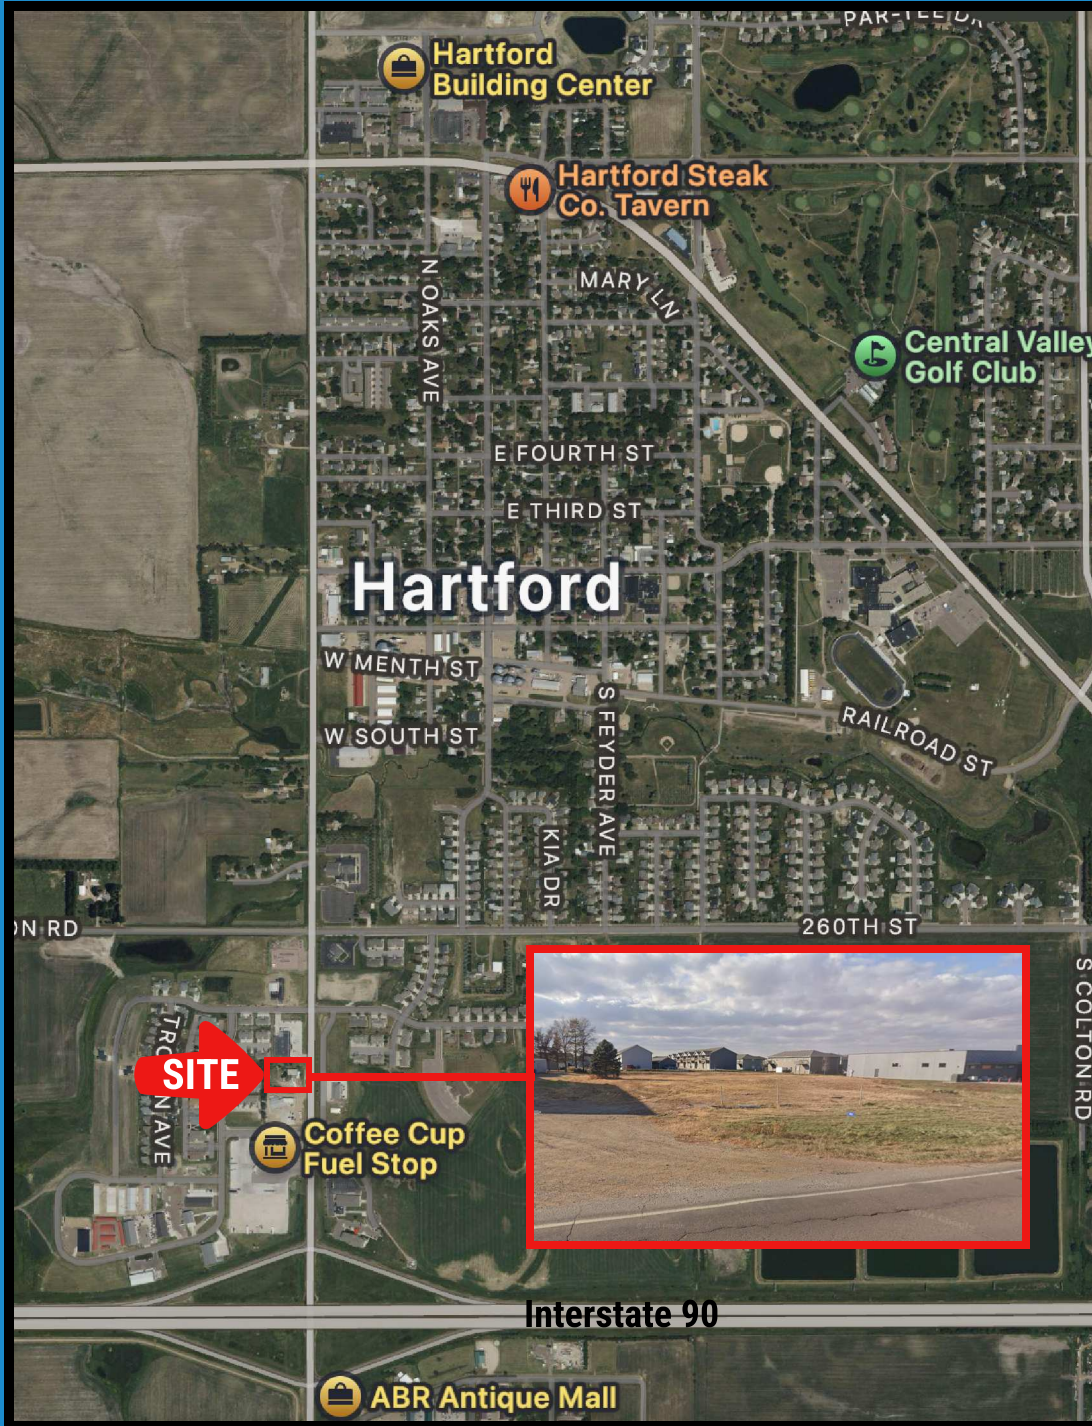 PAR-TEE DR
Hartford
Building Center
Hartford Steak
Co. Tavern
N OAKS AVE
MARY LN
Central Valley
Golf Club
E FOURTH ST
E THIRD ST
Hartford
W MENTH ST
S FEYDER AVE
RAILROAD ST
W SOUTH ST
KIA DR
ON RD
260TH ST
S COLTON RD
SITE
AVE
Coffee Cup
Fuel Stop
Interstate 90
ABR Antique Mall